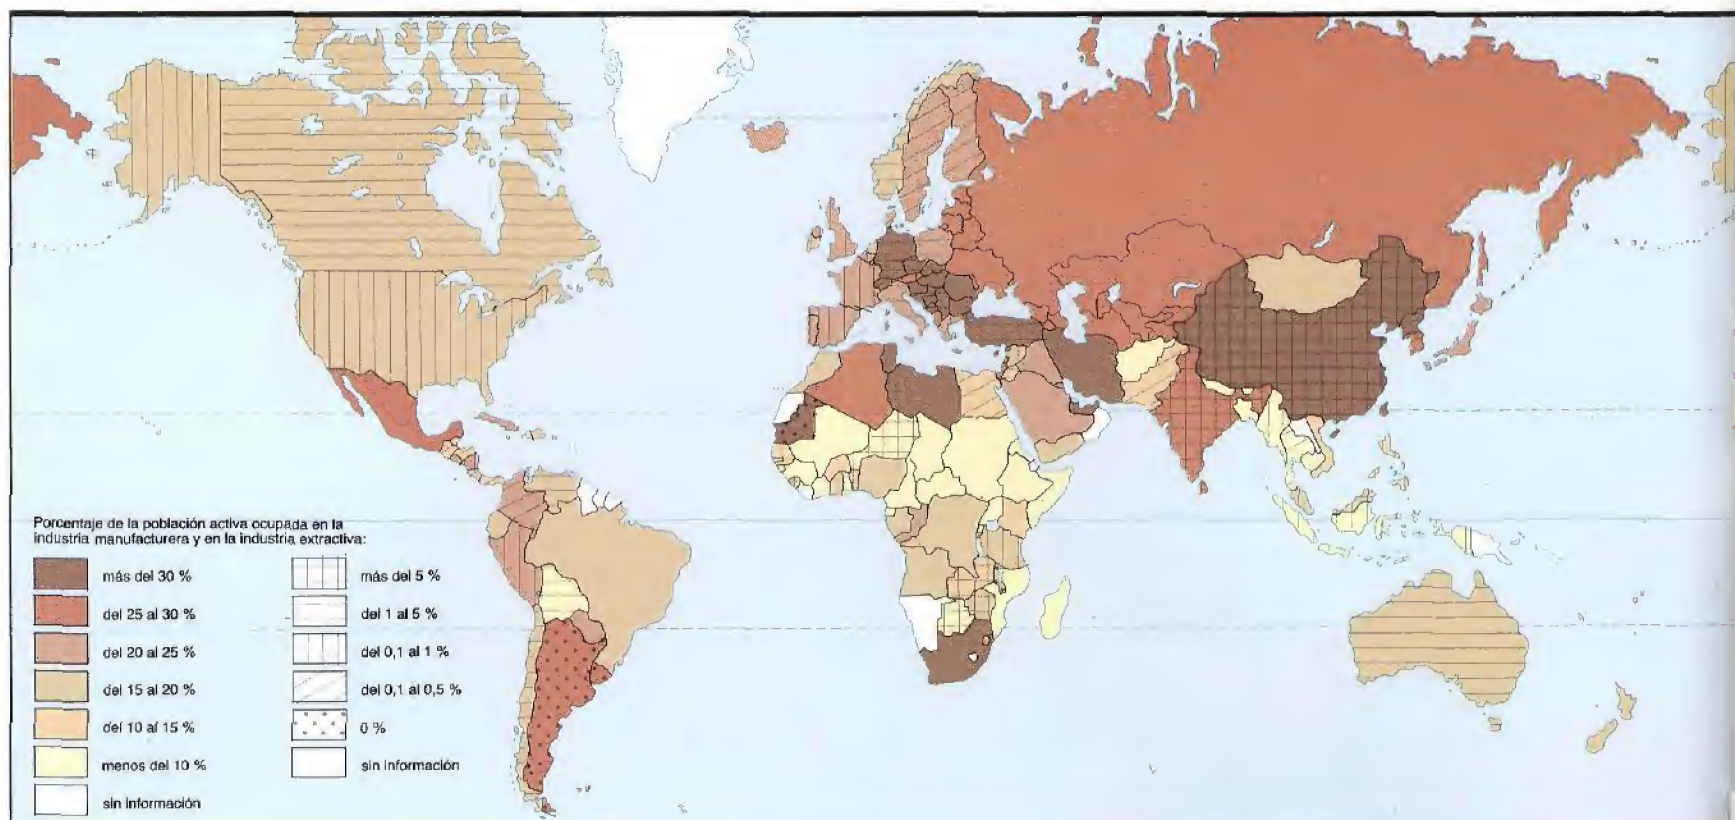 Porcentaje de la población activa ocupada en la
industria manufacturera y en la industria extractiva:
más del 30 %
del 25 al 30 %
del 20 al 25 %
del 15 al 20 %
del 10 al 15 %
menos del 10 %
sin información
más del 5 %
del 1 al 5 %
del 0,1 al 1 %
del 0,1 al 0,5 %
0 %
sin información